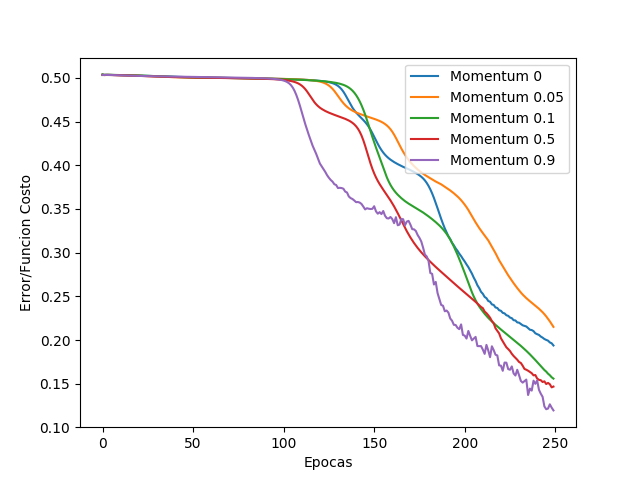 Error/Funcion Costo
0.50
0.45
0.40
0.35
0.30
0.25
0.20
0.15
0.10
Momentum 0
Momentum 0.05
Momentum 0.1
Momentum 0.5
Momentum 0.9
0 50 100 150 200 250
Epocas